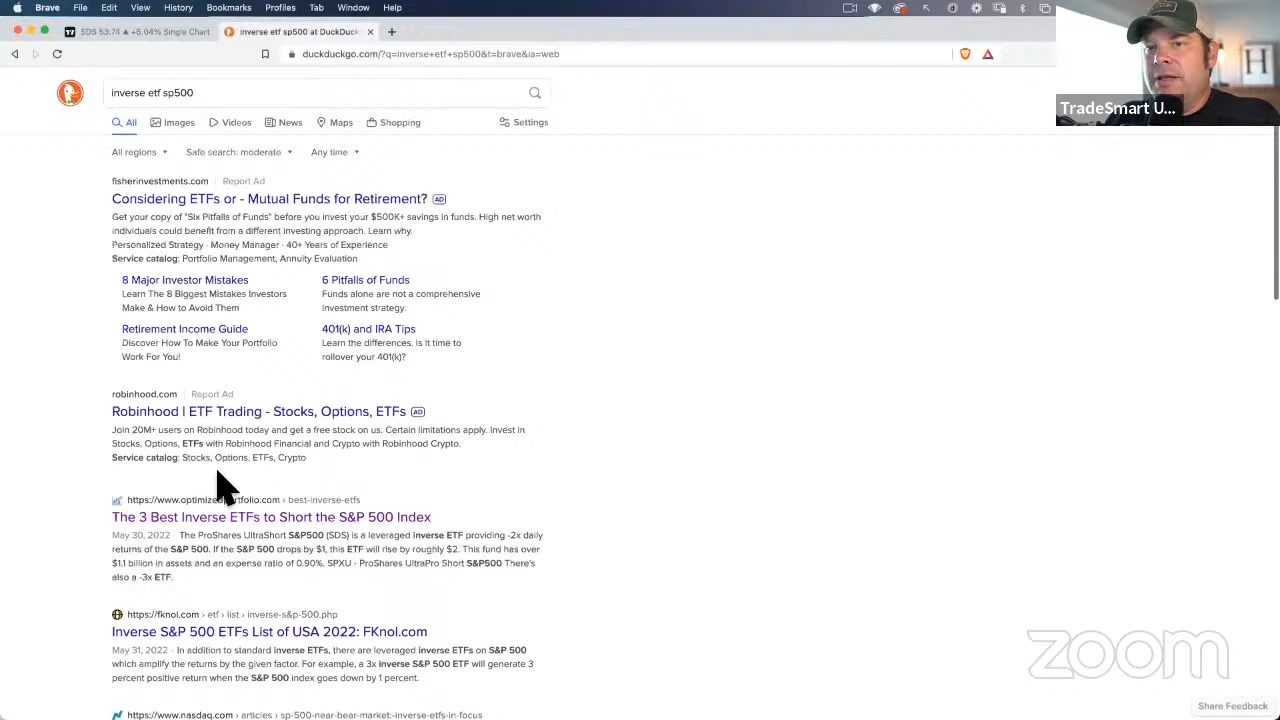 Brave File Edit View History Bookmarks Profiles Tab Window Help
SDS 53.74 ▲ +6.04% Single Chart
inverse etf sp500 at DuckDuck
duckduckgo.com/?q=inverse+etf+sp500&t=brave&ia=web
TradeSmart U...
inverse etf sp500
All Images Videos News Maps Shopping Settings
All regions Safe search: moderate Any time
fisherinvestments.com Report Ad
Considering ETFs or - Mutual Funds for Retirement? AD
Get your copy of "Six Pitfalls of Funds" before you invest your $500K+ savings in funds. High net worth
individuals could benefit from a different investing approach. Learn why.
Personalized Strategy · Money Manager · 40+ Years of Experience
Service catalog: Portfolio Management, Annuity Evaluation
8 Major Investor Mistakes
Learn The 8 Biggest Mistakes Investors
Make & How to Avoid Them
6 Pitfalls of Funds
Funds alone are not a comprehensive
investment strategy.
Retirement Income Guide
Discover How To Make Your Portfolio
Work For You!
401(k) and IRA Tips
Learn the differences. Is it time to
rollover your 401(k)?
robinhood.com Report Ad
Robinhood | ETF Trading - Stocks, Options, ETFs AD
Join 20M+ users on Robinhood today and get a free stock on us. Certain limitations apply. Invest in
Stocks, Options, ETFs with Robinhood Financial and Crypto with Robinhood Crypto.
Service catalog: Stocks, Options, ETFs, Crypto
https://www.optimizedportfolio.com › best-inverse-etfs
The 3 Best Inverse ETFs to Short the S&P 500 Index
May 30, 2022 · The ProShares UltraShort S&P500 (SDS) is a leveraged inverse ETF providing -2x daily
returns of the S&P 500. If the S&P 500 drops by $1, this ETF will rise by roughly $2. This fund has over
$1.1 billion in assets and an expense ratio of 0.90%. SPXU - ProShares UltraPro Short S&P500 There's
also a -3x ETF.
https://fknol.com › etf › list › inverse-s&p-500.php
Inverse S&P 500 ETFs List of USA 2022: FKnol.com
May 31, 2022 · In addition to standard inverse ETFs, there are leveraged inverse ETFs on S&P 500
which amplify the returns by the given factor. For example, a 3x inverse S&P 500 ETF will generate 3
percent positive return when the S&P 500 index goes down by 1 percent.
https://www.nasdaq.com › articles › sp-500-near-bear-market:-inverse-etfs-in-focus
zoom
Share Feedback